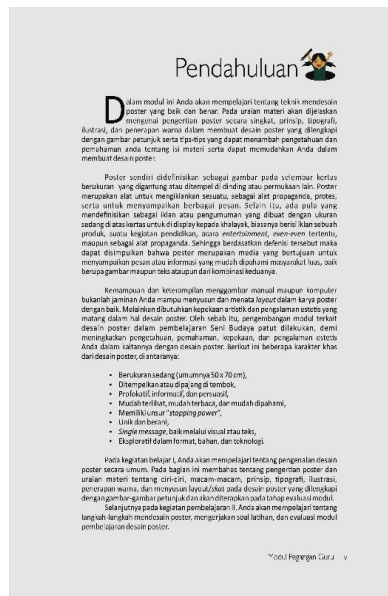 Pendahuluan
Dalam modul ini Anda akan mempelajari tentang teknik mendesain
poster yang baik dan benar. Pada uraian materi akan dijelaskan
mengenai pengertian poster secara singkat, prinsip, tipografi,
ilustrasi, dan penerapan warna dalam membuat desain poster yang dilengkapi
dengan gambar petunjuk serta tips-tips yang dapat menambah pengetahuan dan
pemahaman anda tentang isi materi serta dapat memudahkan Anda dalam
membuat desain poster.
Poster sendiri didefinisikan sebagai gambar pada selembar kertas
berukuran yang digantung atau ditempel di dinding atau permukaan lain. Poster
merupakan alat untuk mengiklankan sesuatu, sebagai alat propaganda, protes,
serta untuk menyampaikan berbagai pesan. Selain itu, ada pula yang
mendefinisikan sebagai iklan atau pengumuman yang dibuat dengan ukuran
sedang di atas kertas untuk di display kepada khalayak, biasanya berisi iklan sebuah
produk, suatu kegiatan pendidikan, acara entertainment, even-even tertentu,
maupun sebagai alat propaganda. Sehingga berdasatkan defenisi tersebut maka
dapat disimpulkan bahwa poster merupakan media yang bertujuan untuk
menyampaikan pesan atau informasi yang mudah dipahami masyarakat luas, baik
berupa gambar maupun teks ataupun dari kombinasi keduanya.
Kemampuan dan keterampilan menggambar manual maupun komputer
bukanlah jaminan Anda mampu menyusun dan menata layout dalam karya poster
dengan baik. Melainkan dibutuhkan kepekaan artistik dan pengalaman estetis yang
matang dalam hal desain poster. Oleh sebab itu, pengembangan modul terkait
desain poster dalam pembelajaran Seni Budaya patut dilakukan, demi
meningkatkan pengetahuan, pemahaman, kepekaan, dan pengalaman estetis
Anda dalam kaitannya dengan desain poster. Berikut ini beberapa karakter khas
dari desain poster, di antaranya:
• Berukuran sedang (umumnya 50 x 70 cm),
• Ditempelkan atau dipajang di tembok,
• Profokatif, informatif, dan persuasif,
• Mudah terlihat, mudah terbaca, dan mudah dipahami,
• Memiliki unsur "stopping power",
• Unik dan berani,
• Single message, baik melalui visual atau teks,
• Eksploratif dalam format, bahan, dan teknologi.
Pada kegiatan belajar I, Anda akan mempelajari tentang pengenalan desain
poster secara umum. Pada bagian ini membahas tentang pengertian poster dan
uraian materi tentang ciri-ciri, macam-macam, prinsip, tipografi, ilustrasi,
penerapan warna, dan menyusun layout/skat pada desain poster yang dilengkapi
dengan gambar-gambar petunjuk dan akan diterapkan pada tahap evaluasi modul.
Selanjutnya pada kegiatan pembelajaran II, Anda akan mempelajari tentang
langkah-langkah mendesain poster, mengerjakan soal latihan, dan evaluasi modul
pembelajaran desain poster.
Modul Pegangan Guru v